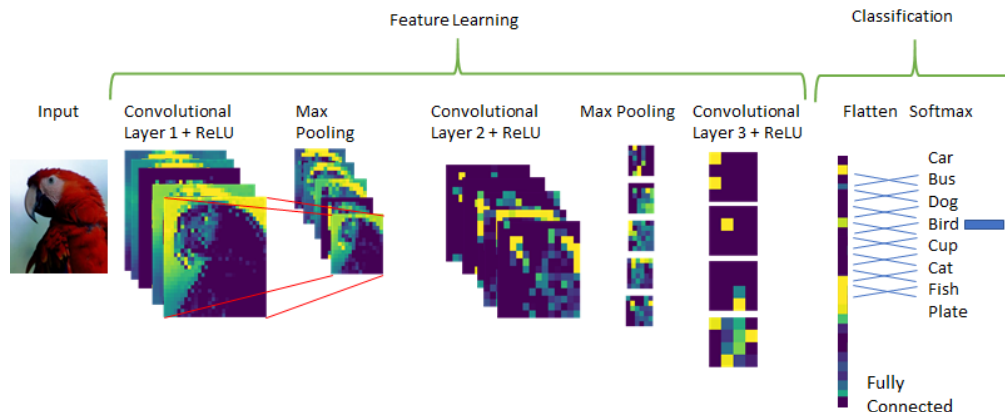 Feature Learning
Classification
Input
Convolutional
Layer 1 + ReLU
Max
Pooling
Convolutional
Layer 2 + ReLU
Max Pooling
Convolutional
Layer 3 + ReLU
Flatten
Softmax
Car
Bus
Dog
Bird
Cup
Cat
Fish
Plate
Fully
Connected